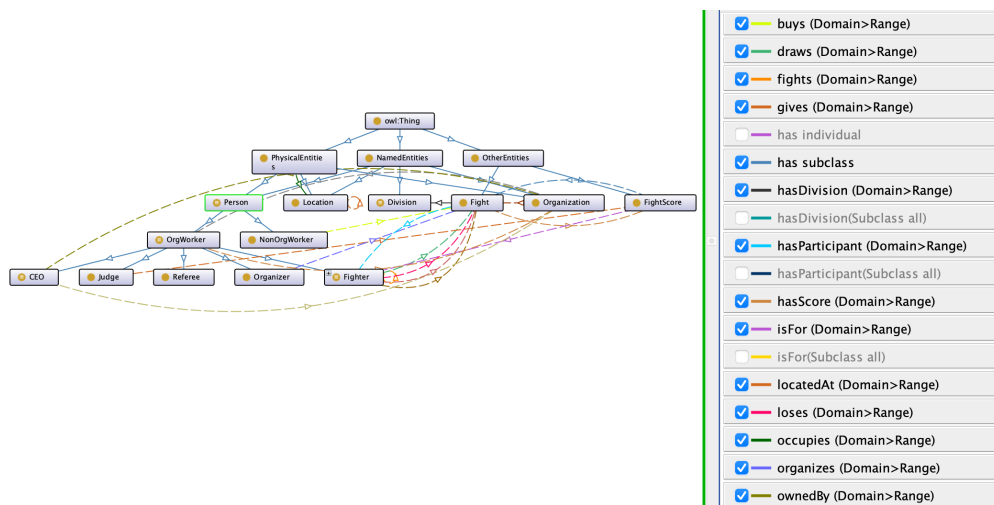 owl:Thing
PhysicalEntitie
s
NamedEntities
OtherEntities
Person
Location
Division
Fight
Organization
FightScore
OrgWorker
NonOrgWorker
CEO
Judge
Referee
Organizer
Fighter
buys (Domain>Range)
draws (Domain>Range)
fights (Domain>Range)
gives (Domain>Range)
has individual
has subclass
hasDivision (Domain>Range)
hasDivision(Subclass all)
hasParticipant (Domain>Range)
hasParticipant(Subclass all)
hasScore (Domain>Range)
isFor (Domain>Range)
isFor(Subclass all)
locatedAt (Domain>Range)
loses (Domain>Range)
occupies (Domain>Range)
organizes (Domain>Range)
ownedBy (Domain>Range)